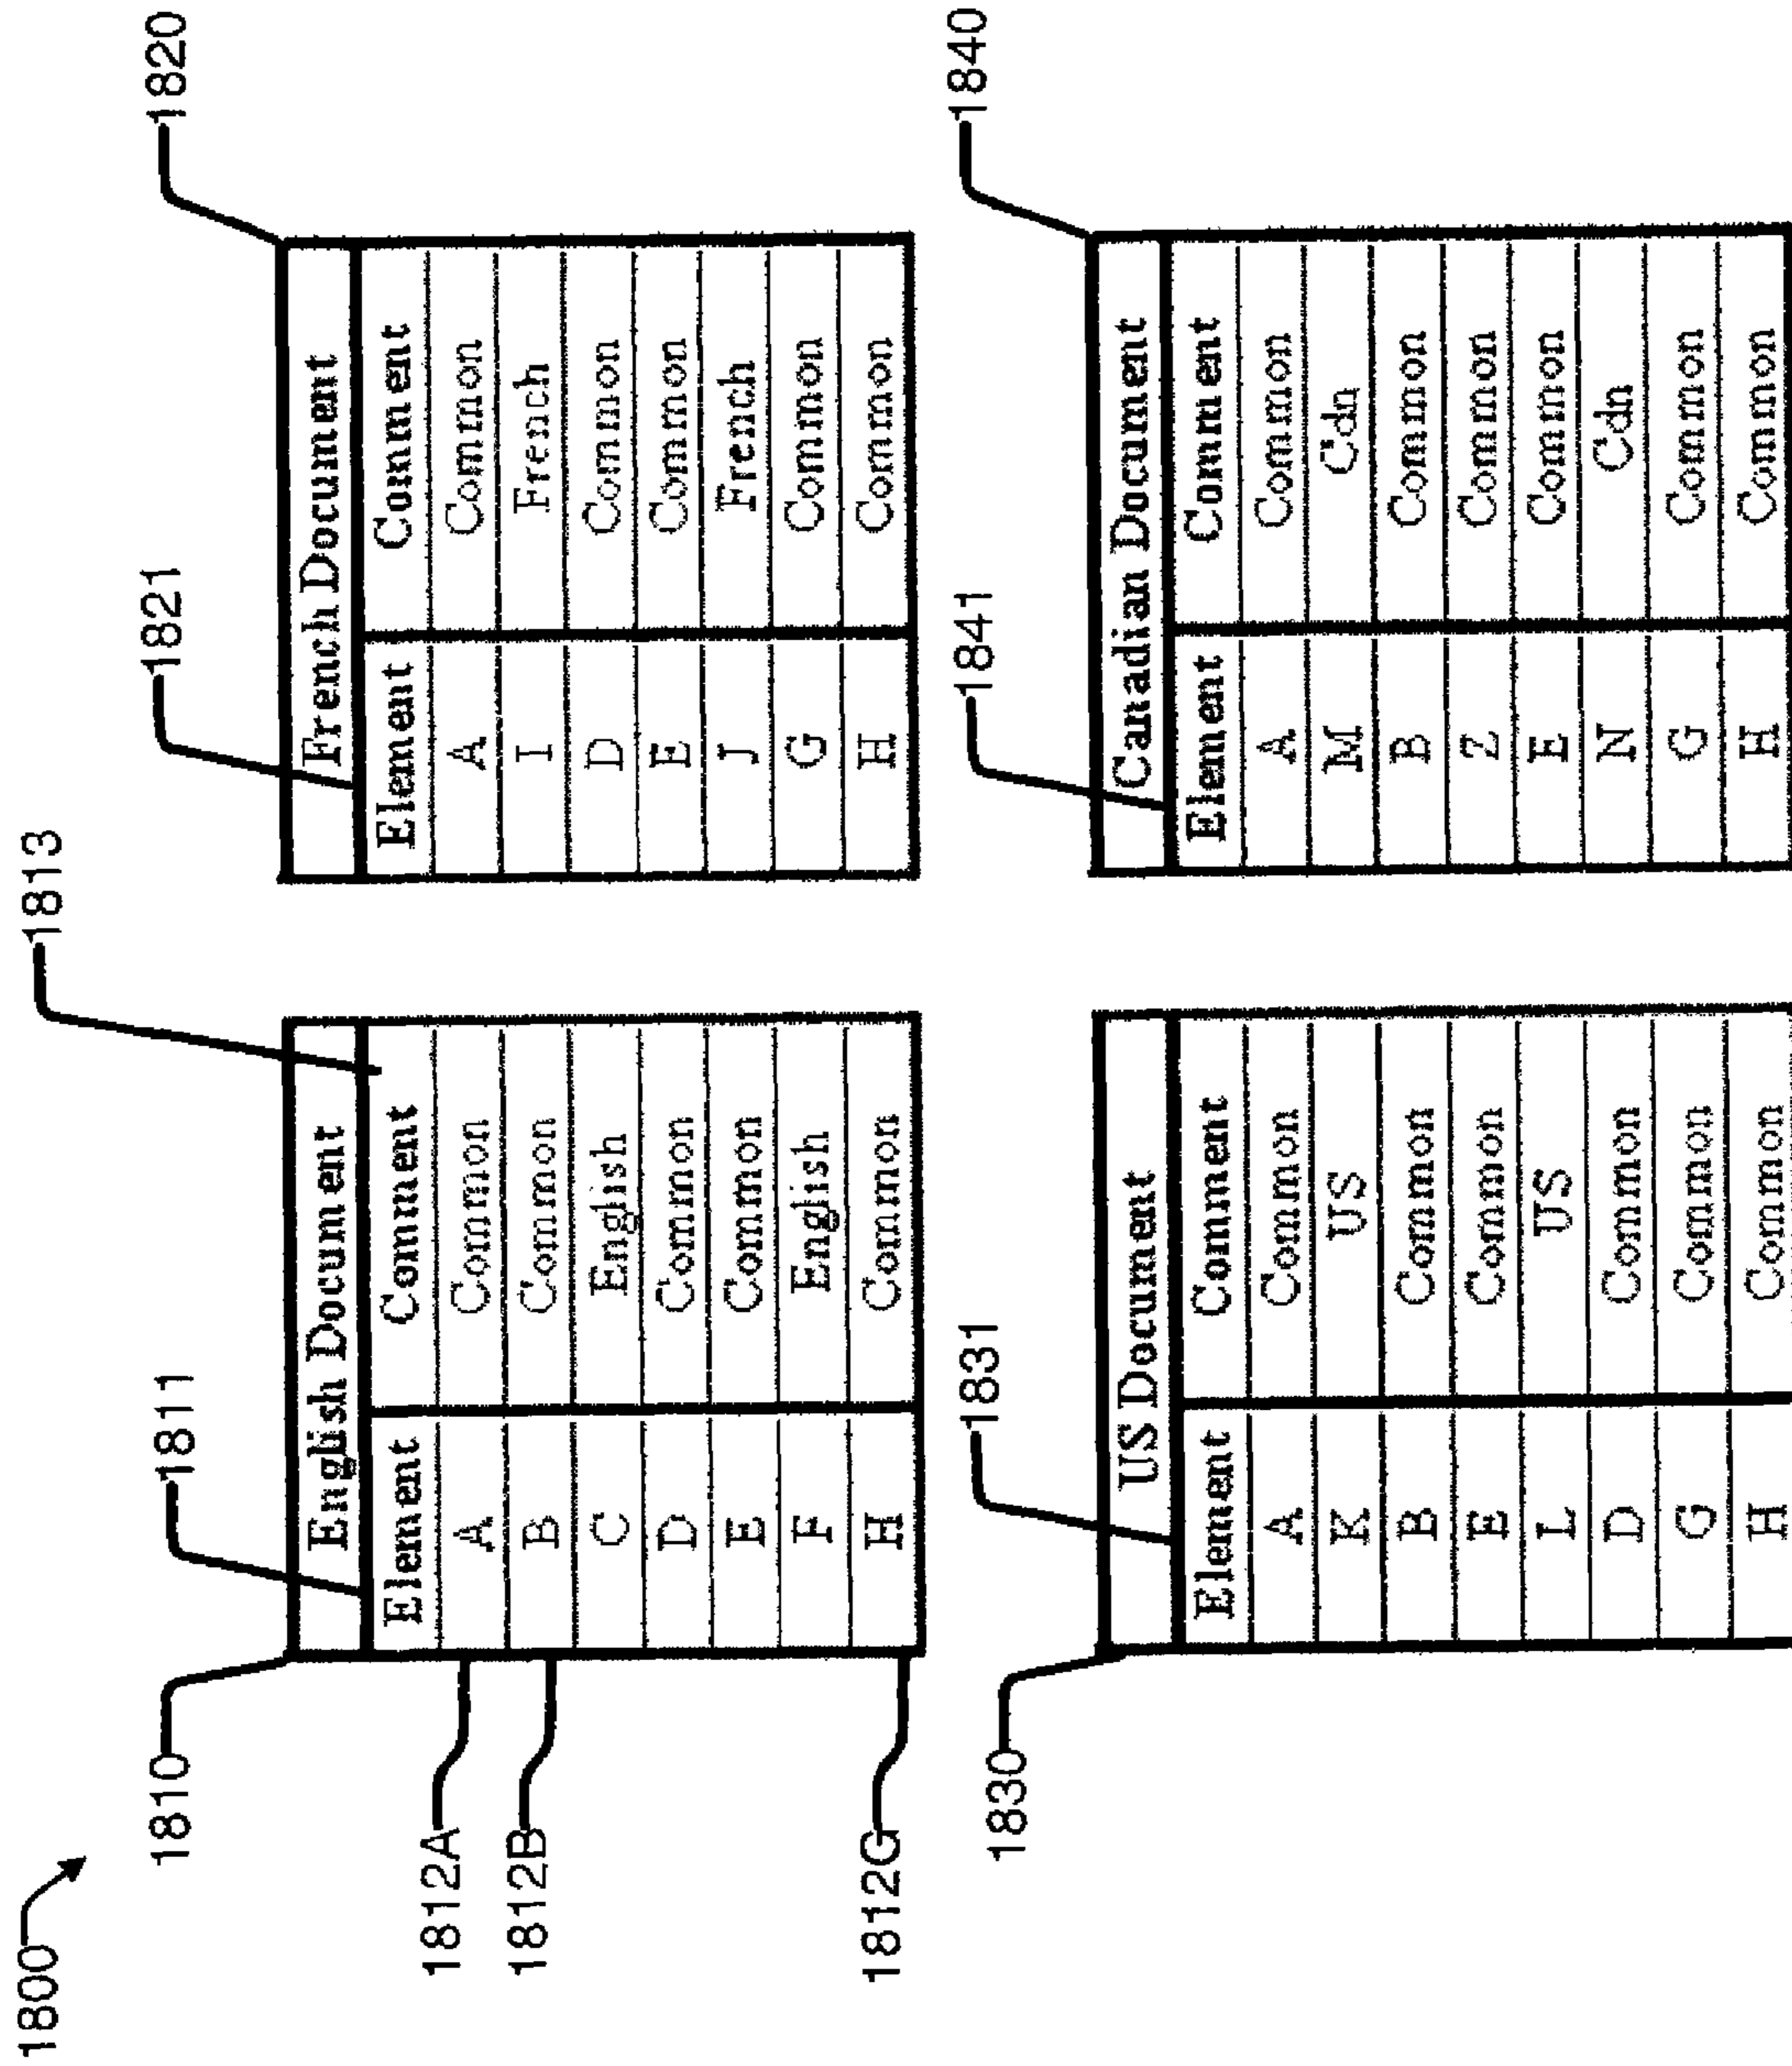 1800
1813
1810
1811
1821
1820
English Document
Element Comment
A Common
B Common
C English
D Common
E Common
F English
H Common
1812A
1812B
1812G
French Document
Element Comment
A Common
I French
D Common
E Common
J French
G Common
H Common
1830
1831
1841
1840
US Document
Element Comment
A Common
K US
B Common
E Common
L US
D Common
G Common
H Common
Canadian Document
Element Comment
A Common
M Cdn
B Common
Z Common
E Common
N Cdn
G Common
H Common